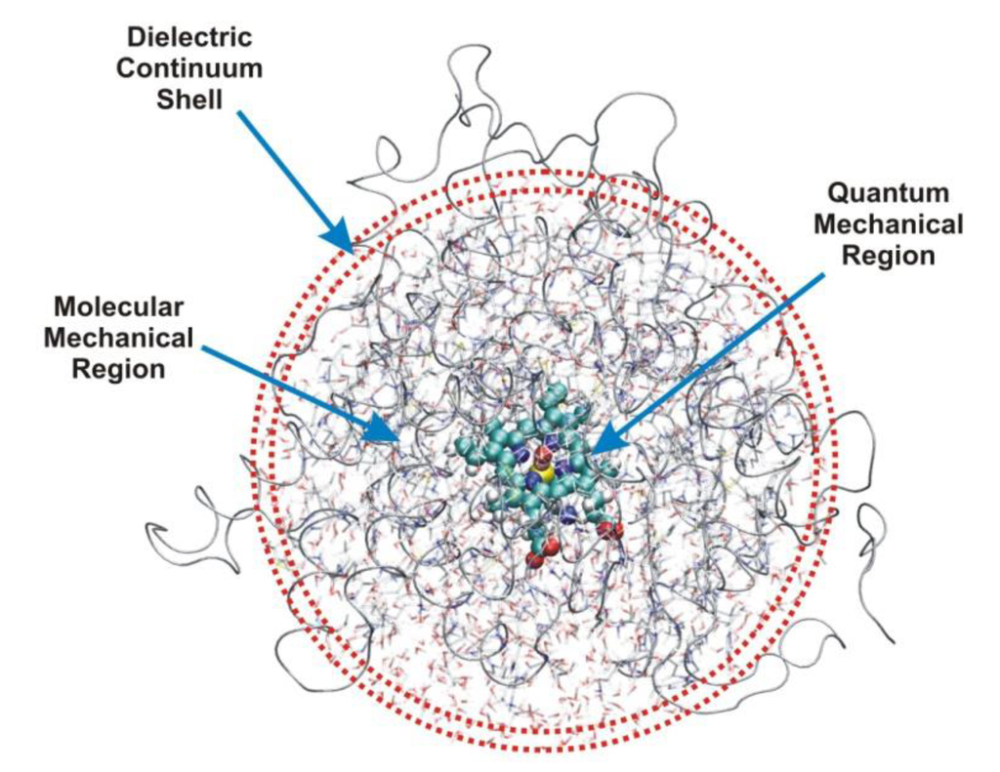 Dielectric
Continuum
Shell
Quantum
Mechanical
Region
Molecular
Mechanical
Region